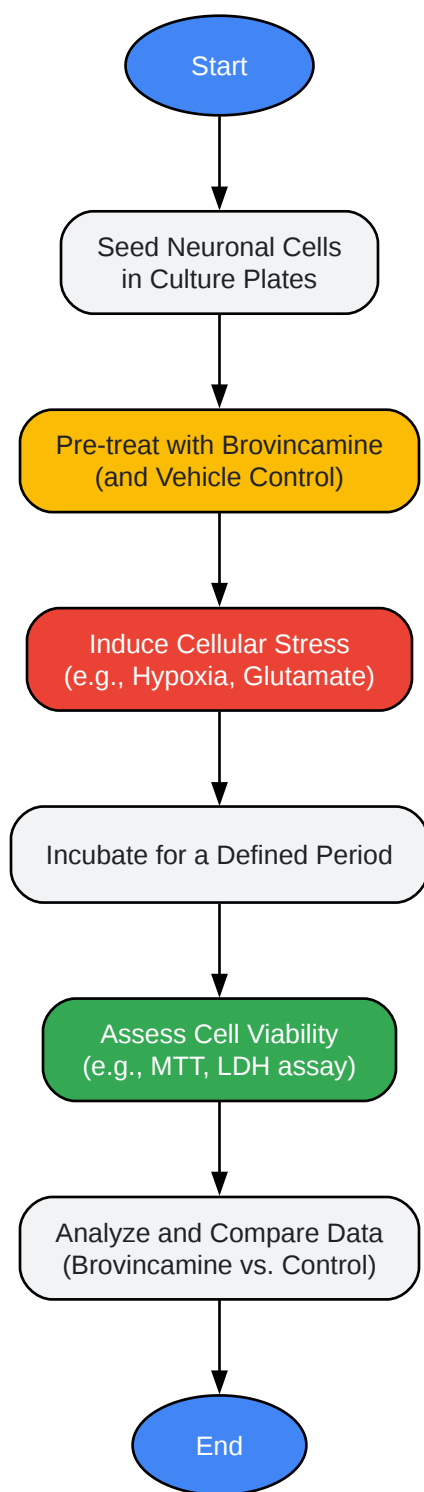 Start
Seed Neuronal Cells
in Culture Plates
Pre-treat with Brovincamine
(and Vehicle Control)
Induce Cellular Stress
(e.g., Hypoxia, Glutamate)
Incubate for a Defined Period
Assess Cell Viability
(e.g., MTT, LDH assay)
Analyze and Compare Data
(Brovincamine vs. Control)
End